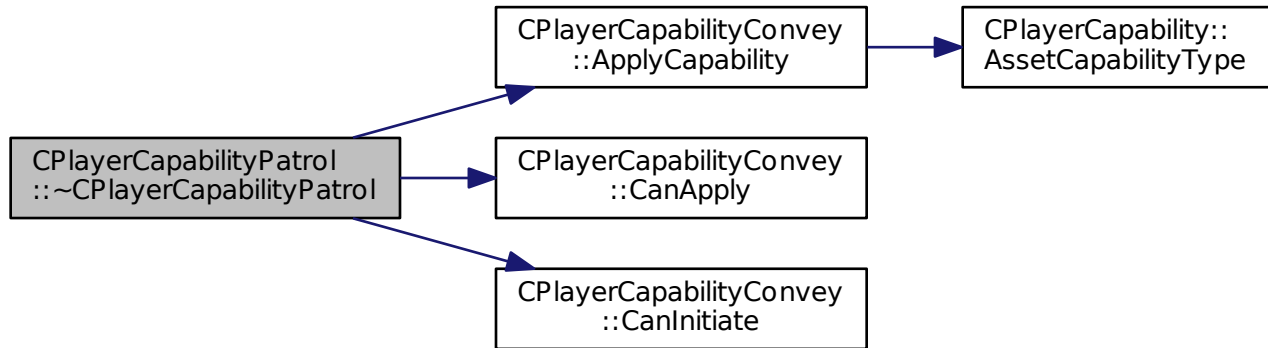 CPlayerCapabilityPatrol
::~CPlayerCapabilityPatrol
CPlayerCapabilityConvey
::ApplyCapability
CPlayerCapability::
AssetCapabilityType
CPlayerCapabilityConvey
::CanApply
CPlayerCapabilityConvey
::CanInitiate